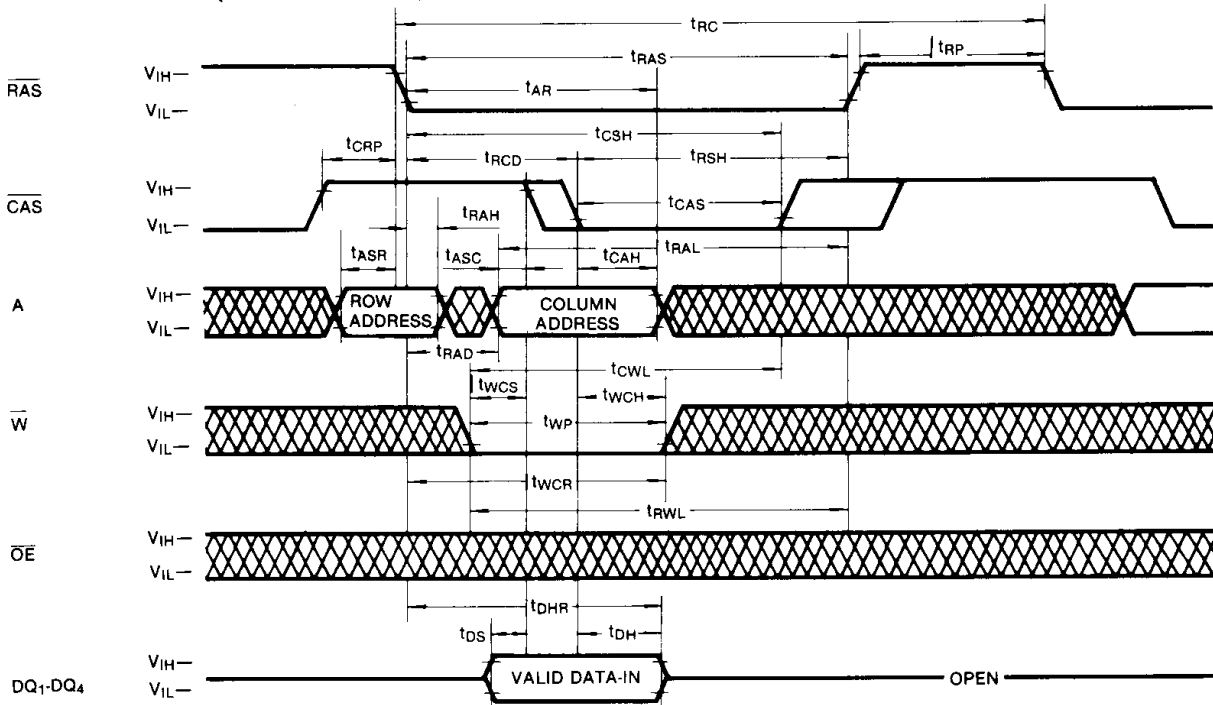 tRC
tRAS
tRP
RAS
VIH—
VIL—
tAR
tCSH
tCRP
tRCD
tRSH
CAS
VIH—
VIL—
tCAS
tRAH
tRAL
tASR
tASC
tCAH
A
VIH—
VIL—
ROW ADDRESS
COLUMN ADDRESS
tRAD
tCWL
tWCS
tWCH
W
VIH—
VIL—
tWP
tWCR
tRWL
OE
VIH—
VIL—
tDHR
tDS
tDH
DQ1-DQ4
VIH—
VIL—
VALID DATA-IN
OPEN